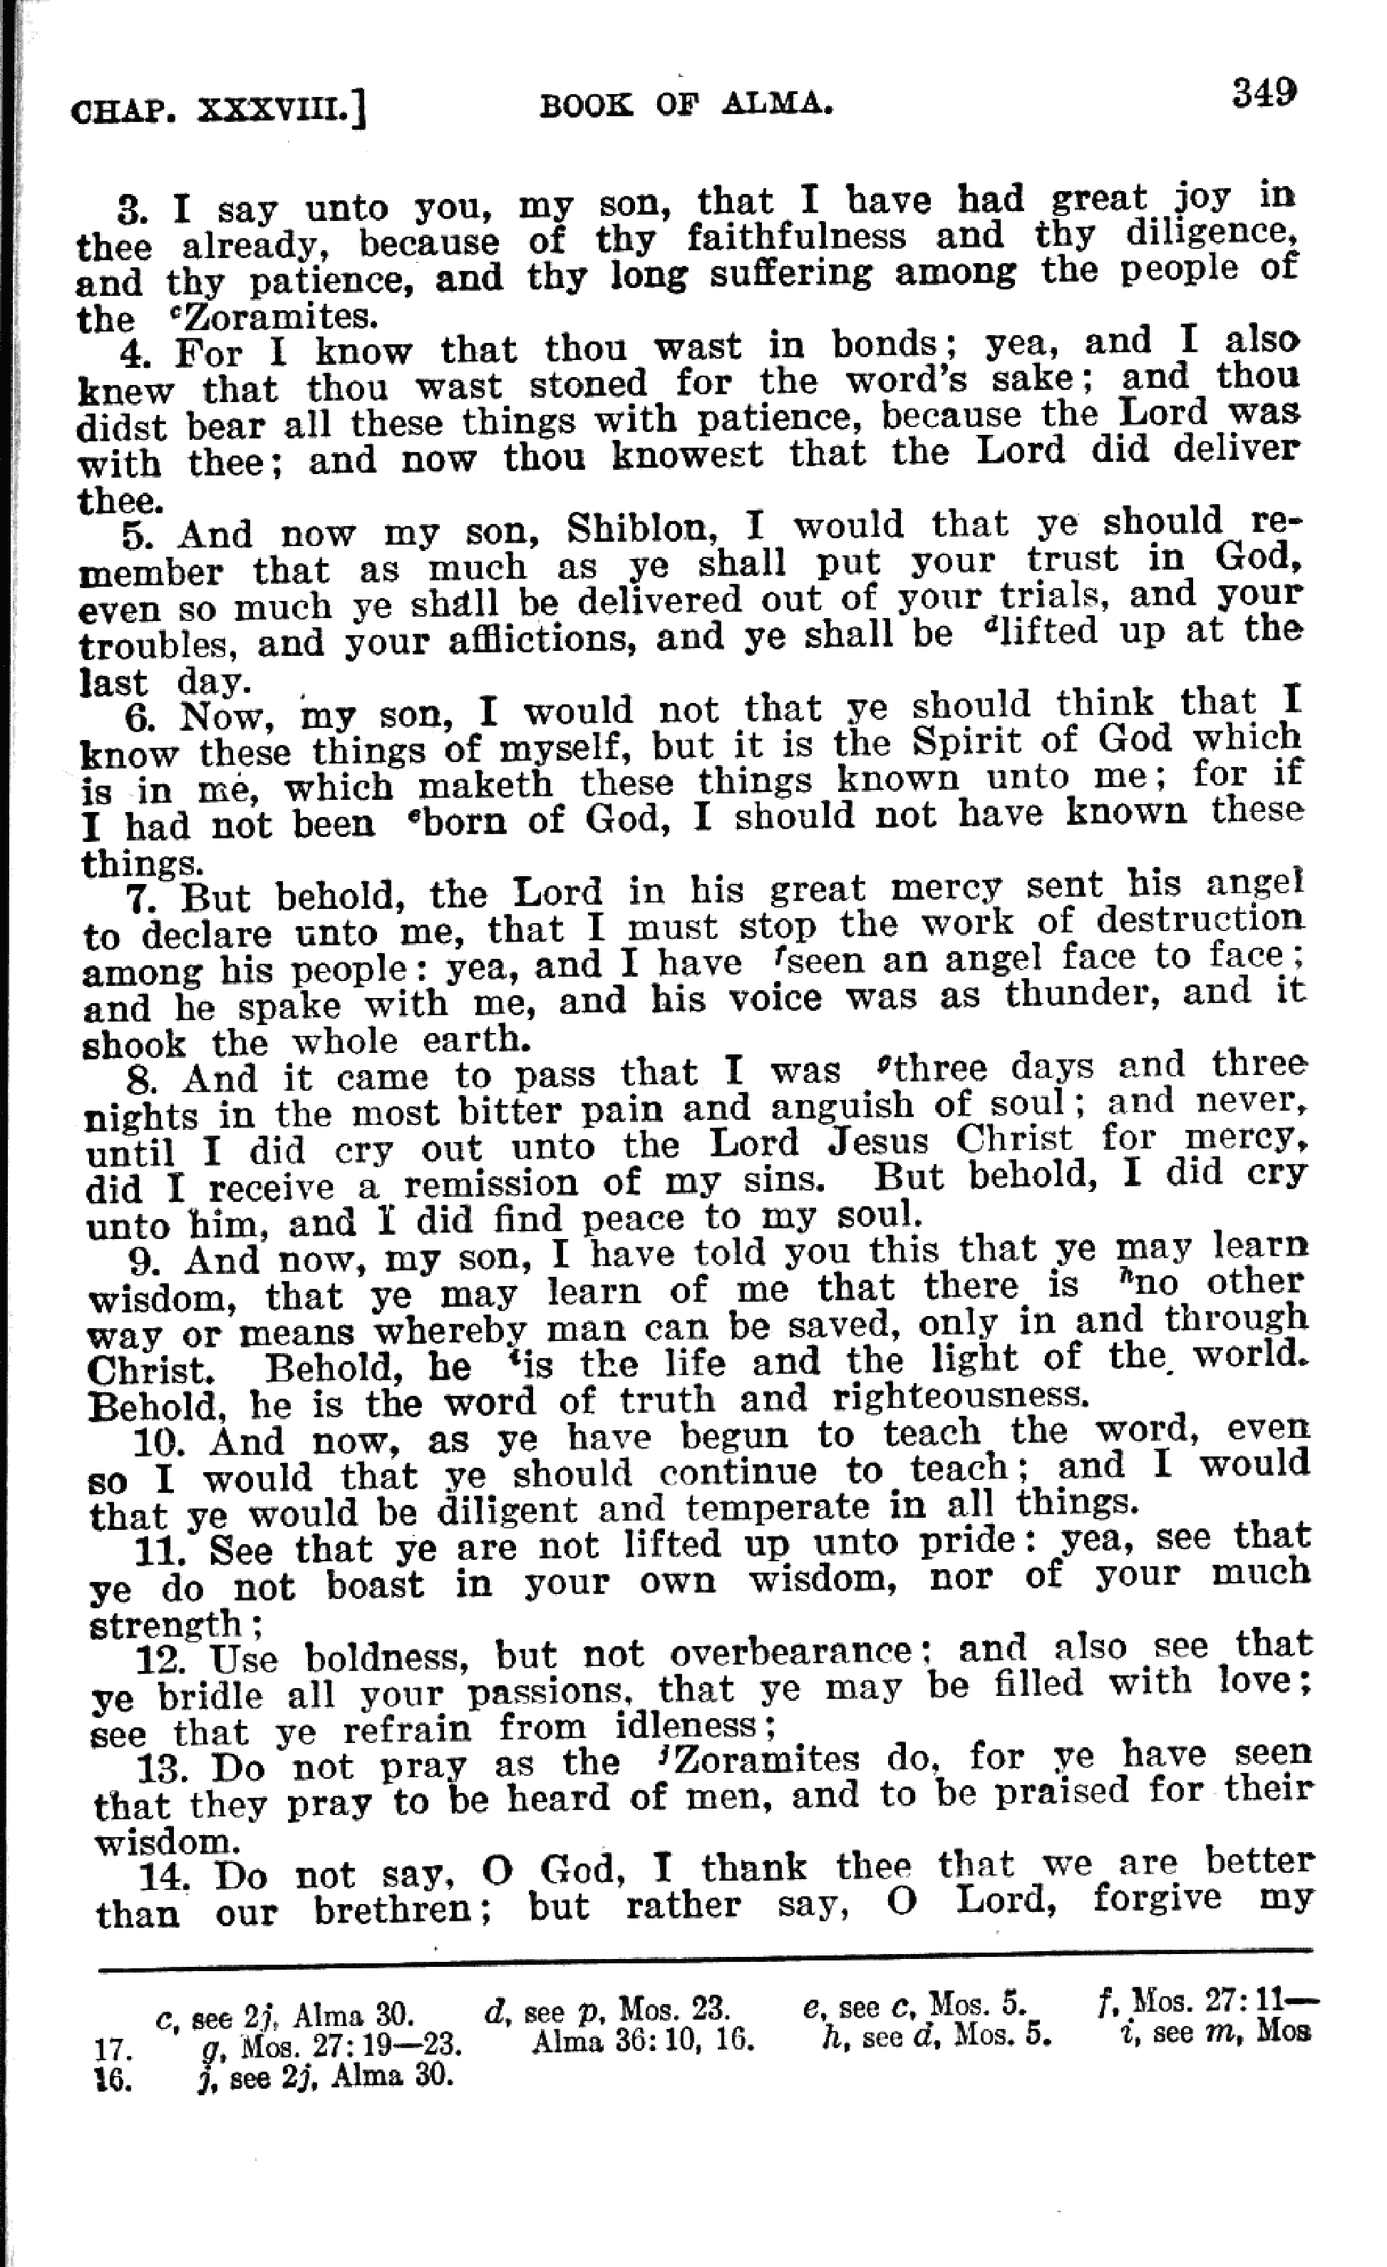 CHAP. XXXVIII.] BOOK OF ALMA. 349
3. I say unto you, my son, that I have had great joy in
thee already, because of thy faithfulness and thy diligence,
and thy patience, and thy long suffering among the people of
the cZoramites.
4. For I know that thou wast in bonds; yea, and I also
knew that thou wast stoned for the word's sake; and thou
didst bear all these things with patience, because the Lord was
with thee; and now thou knowest that the Lord did deliver
thee.
5. And now my son, Shiblon, I would that ye should re-
member that as much as ye shall put your trust in God,
even so much ye shall be delivered out of your trials, and your
troubles, and your afflictions, and ye shall be dlifted up at the
last day.
6. Now, my son, I would not that ye should think that I
know these things of myself, but it is the Spirit of God which
is in me, which maketh these things known unto me; for if
I had not been eborn of God, I should not have known these
things.
7. But behold, the Lord in his great mercy sent his angel
to declare unto me, that I must stop the work of destruction
among his people: yea, and I have fseen an angel face to face;
and he spake with me, and his voice was as thunder, and it
shook the whole earth.
8. And it came to pass that I was gthree days and three
nights in the most bitter pain and anguish of soul; and never,
until I did cry out unto the Lord Jesus Christ for mercy,
did I receive a remission of my sins. But behold, I did cry
unto him, and I did find peace to my soul.
9. And now, my son, I have told you this that ye may learn
wisdom, that ye may learn of me that there is hno other
way or means whereby man can be saved, only in and through
Christ. Behold, he iis the life and the light of the world.
Behold, he is the word of truth and righteousness.
10. And now, as ye have begun to teach the word, even
so I would that ye should continue to teach; and I would
that ye would be diligent and temperate in all things.
11. See that ye are not lifted up unto pride: yea, see that
ye do not boast in your own wisdom, nor of your much
strength;
12. Use boldness, but not overbearance; and also see that
ye bridle all your passions, that ye may be filled with love;
see that ye refrain from idleness;
13. Do not pray as the jZoramites do, for ye have seen
that they pray to be heard of men, and to be praised for their
wisdom.
14. Do not say, O God, I thank thee that we are better
than our brethren; but rather say, O Lord, forgive my
c, see 2j, Alma 30. d, see p, Mos. 23. e, see c, Mos. 5. f, Mos. 27:11—
17. g, Mos. 27:19—23. Alma 36:10, 16. h, see d, Mos. 5. i, see m, Mos
16. j, see 2j, Alma 30.